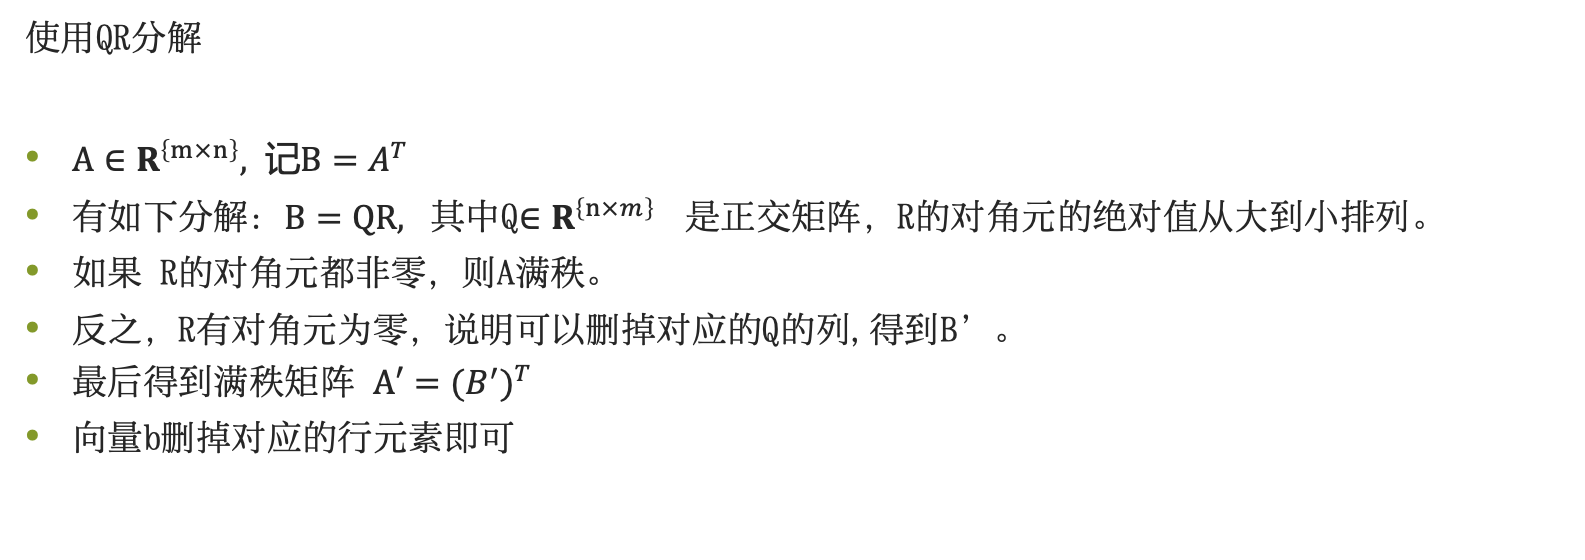 使用QR分解
• A ∈ R^{m×n}, 记B = A^T
• 有如下分解：B = QR, 其中Q∈ R^{n×m} 是正交矩阵，R的对角元的绝对值从大到小排列。
• 如果 R的对角元都非零，则A满秩。
• 反之，R有对角元为零，说明可以删掉对应的Q的列,得到B’。
• 最后得到满秩矩阵 A′ = (B′)^T
• 向量b删掉对应的行元素即可